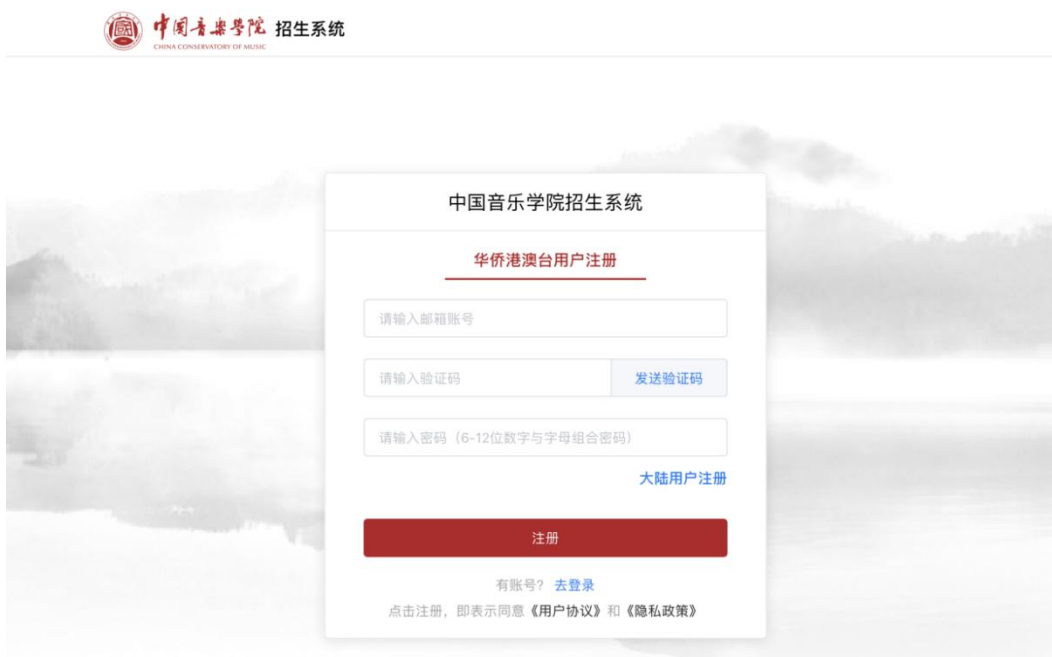 中国音乐学院 招生系统
CHINA CONSERVATORY OF MUSIC
中国音乐学院招生系统
华侨港澳台用户注册
请输入邮箱账号
请输入验证码 发送验证码
请输入密码（6-12位数字与字母组合密码）
大陆用户注册
注册
有账号？ 去登录
点击注册，即表示同意《用户协议》和《隐私政策》